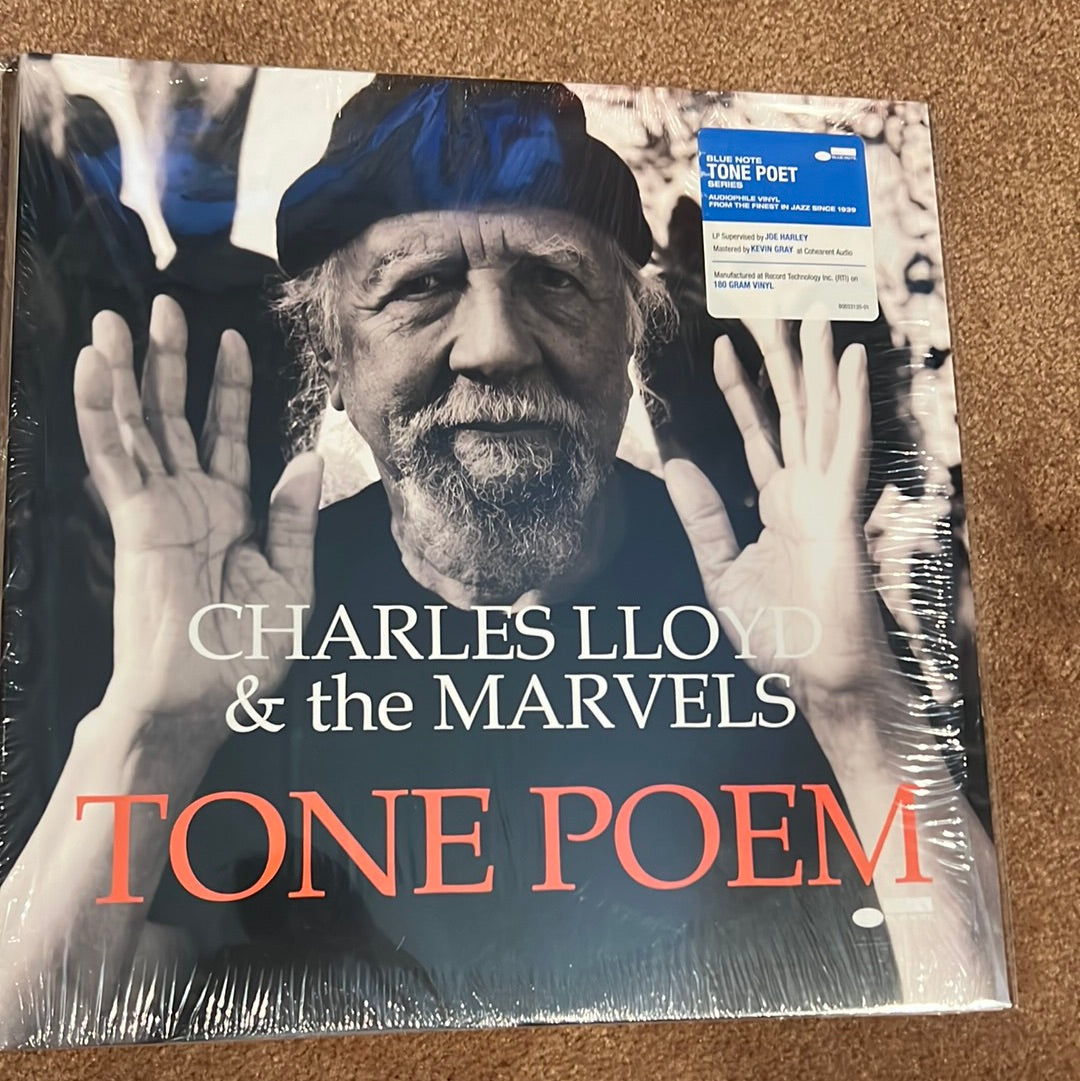 BLUE NOTE
BLUE NOTE
TONE POET
SERIES
AUDIOPHILE VINYL
FROM THE FINEST IN JAZZ SINCE 1939
LP Supervised by JOE HARLEY
Mastered by KEVIN GRAY at Cohearent Audio
Manufactured at Record Technology Inc. (RTI) on
180 GRAM VINYL
CHARLES LLOYD
& the MARVELS
TONE POEM